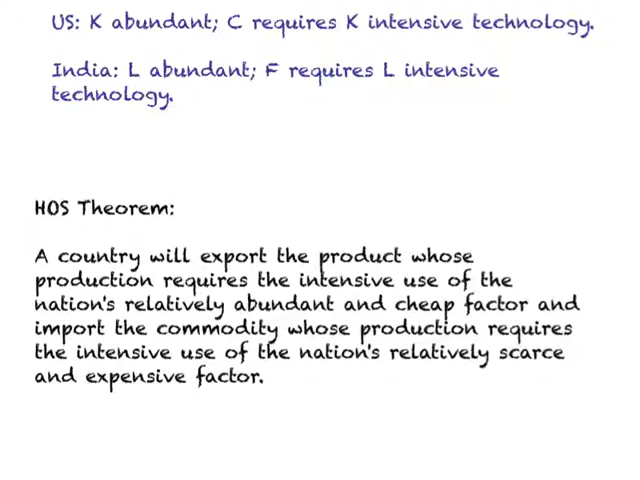 US: K abundant; C requires K intensive technology.
India: L abundant; F requires L intensive
technology.
HOS Theorem:
A country will export the product whose
production requires the intensive use of the
nation's relatively abundant and cheap factor and
import the commodity whose production requires
the intensive use of the nation's relatively scarce
and expensive factor.